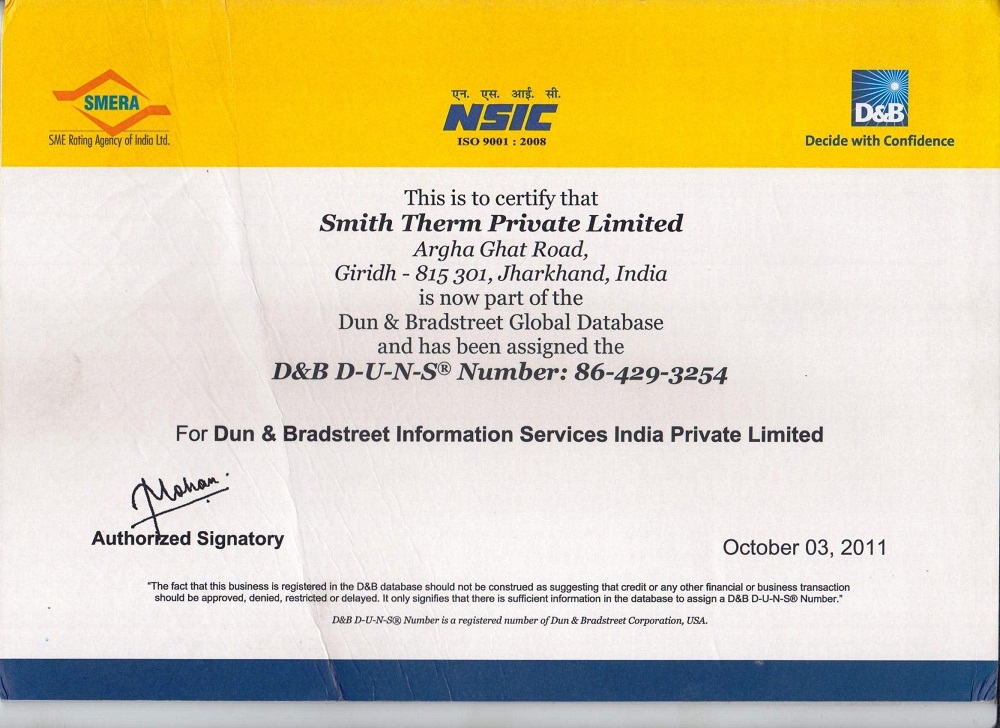 SMERA
SME Rating Agency of India Ltd.
एन. एस. आई. सी.
NSIC
ISO 9001 : 2008
D&B
Decide with Confidence
This is to certify that
Smith Therm Private Limited
Argha Ghat Road,
Giridh - 815 301, Jharkhand, India
is now part of the
Dun & Bradstreet Global Database
and has been assigned the
D&B D-U-N-S® Number: 86-429-3254
For Dun & Bradstreet Information Services India Private Limited
Mohan
Authorized Signatory
October 03, 2011
"The fact that this business is registered in the D&B database should not be construed as suggesting that credit or any other financial or business transaction
should be approved, denied, restricted or delayed. It only signifies that there is sufficient information in the database to assign a D&B D-U-N-S® Number."
D&B D-U-N-S® Number is a registered number of Dun & Bradstreet Corporation, USA.